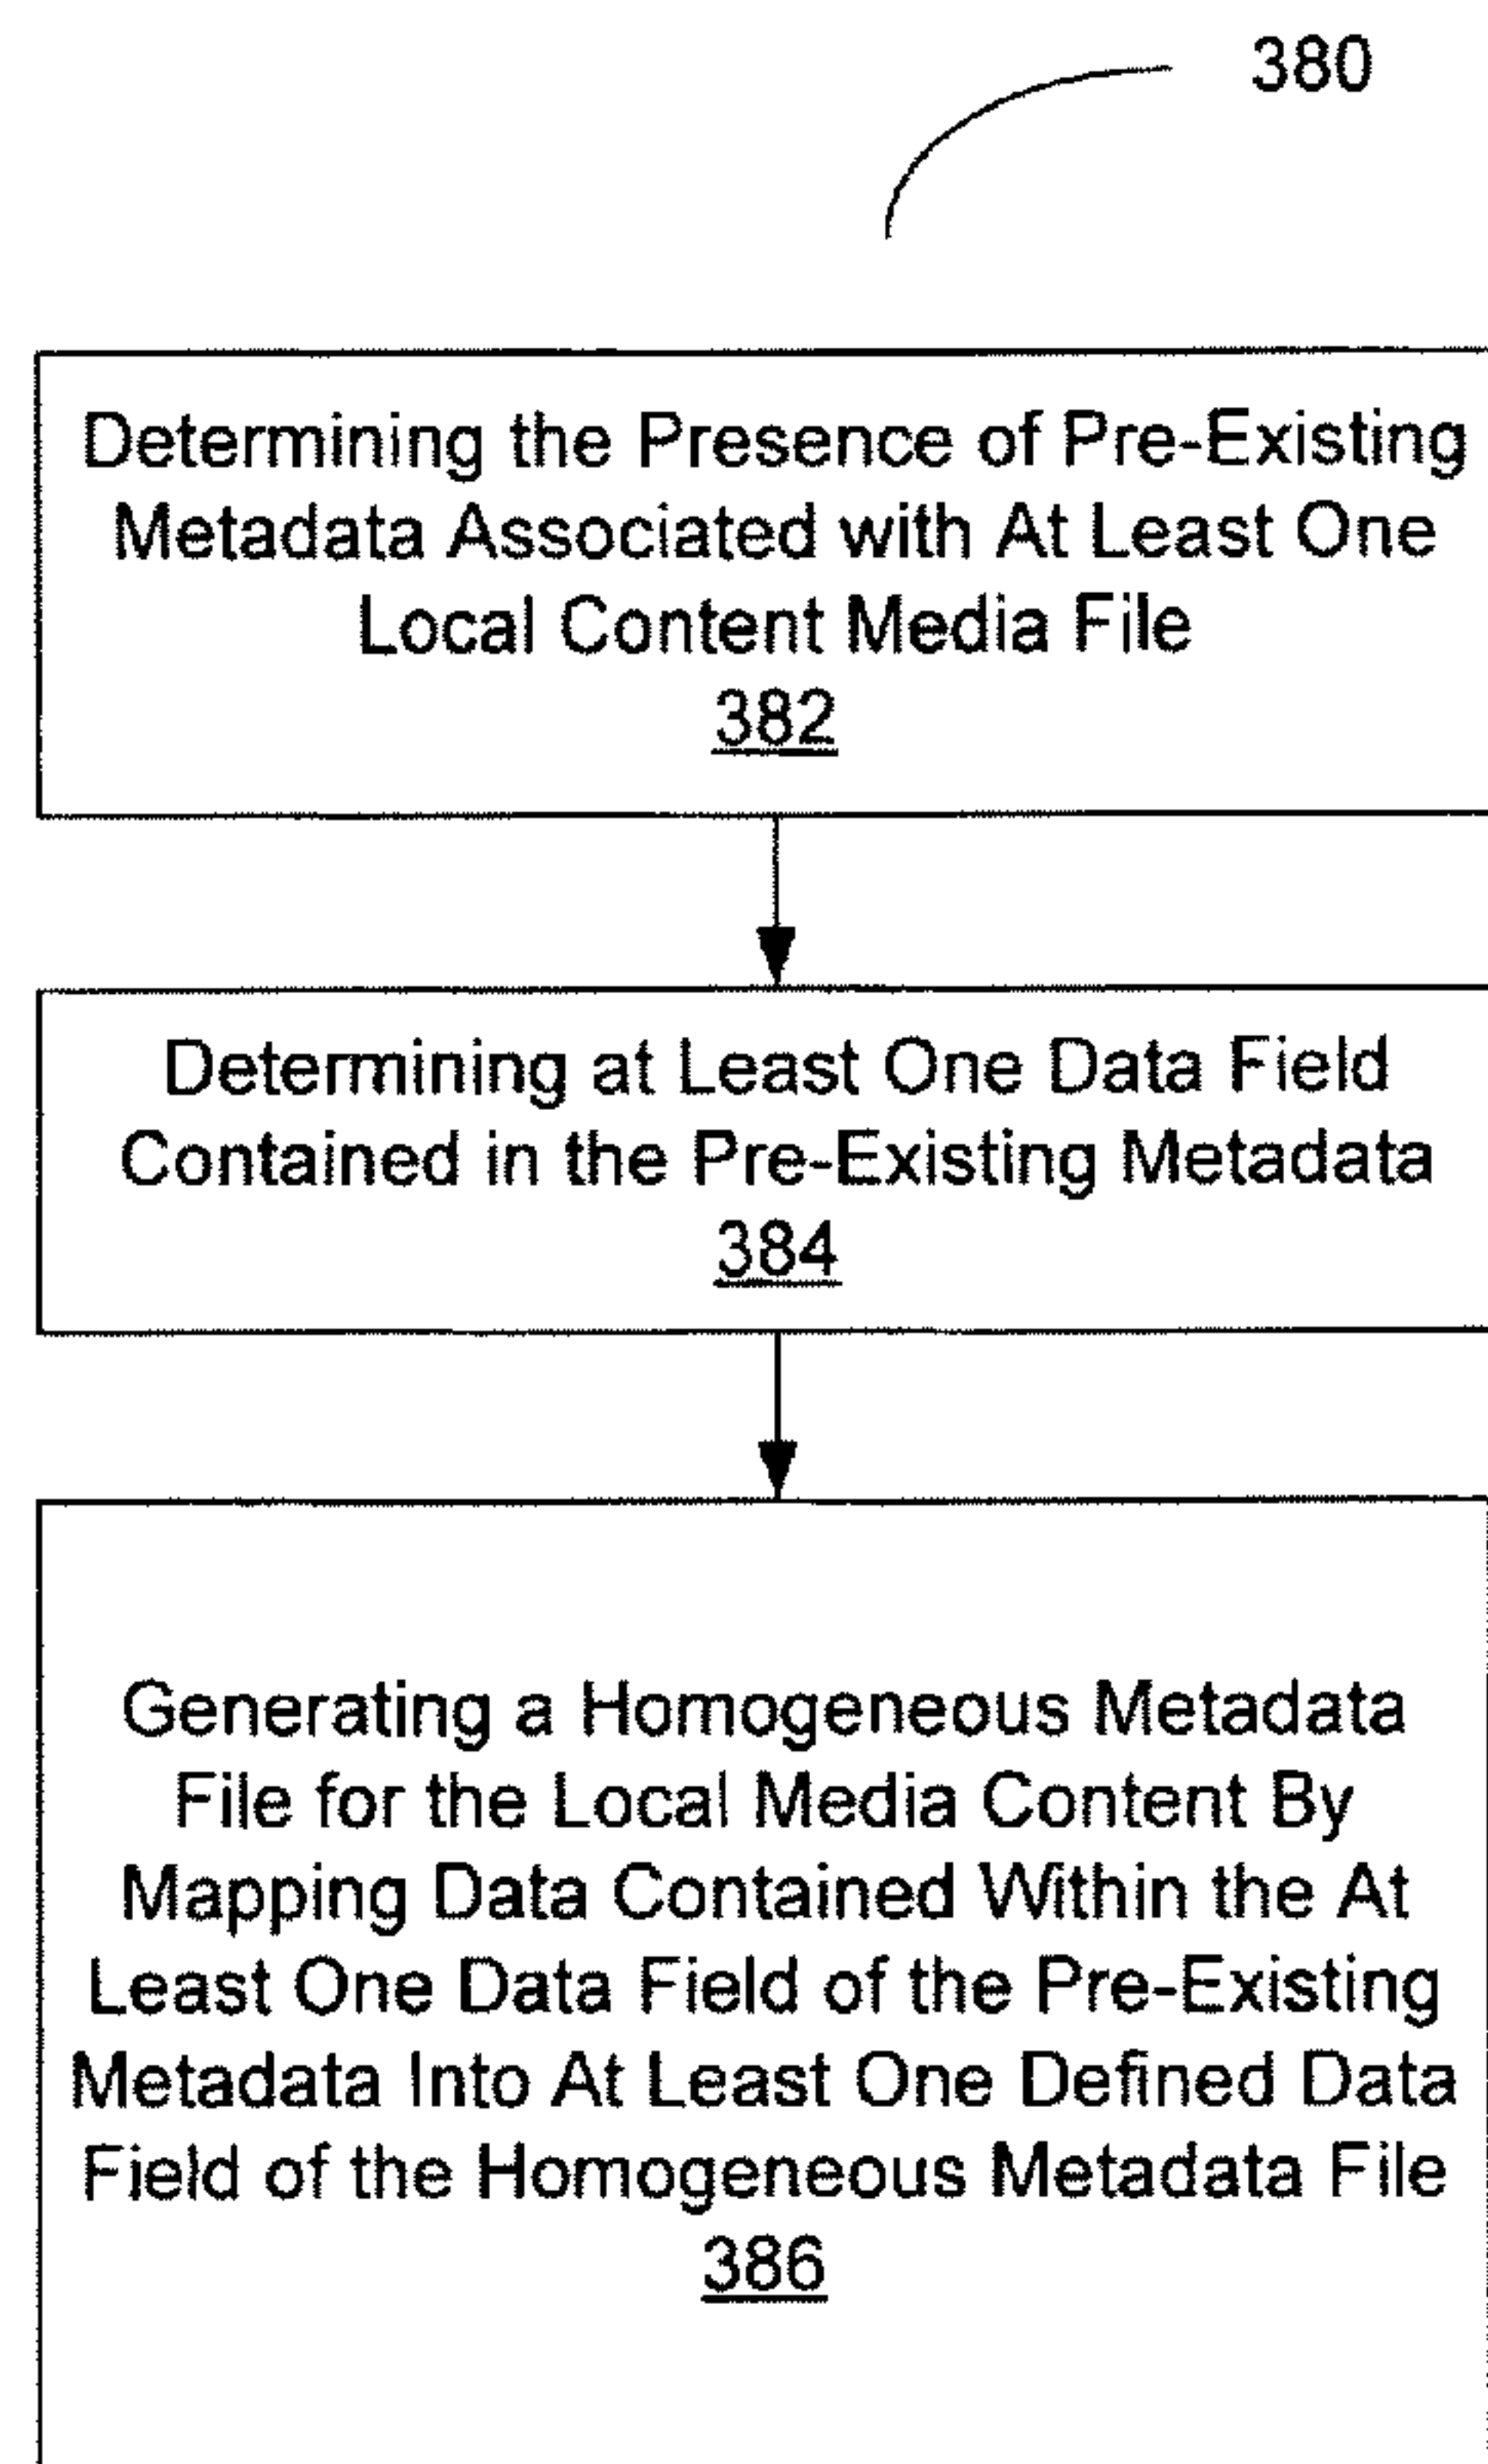 380
Determining the Presence of Pre-Existing
Metadata Associated with At Least One
Local Content Media File
382
Determining at Least One Data Field
Contained in the Pre-Existing Metadata
384
Generating a Homogeneous Metadata
File for the Local Media Content By
Mapping Data Contained Within the At
Least One Data Field of the Pre-Existing
Metadata Into At Least One Defined Data
Field of the Homogeneous Metadata File
386